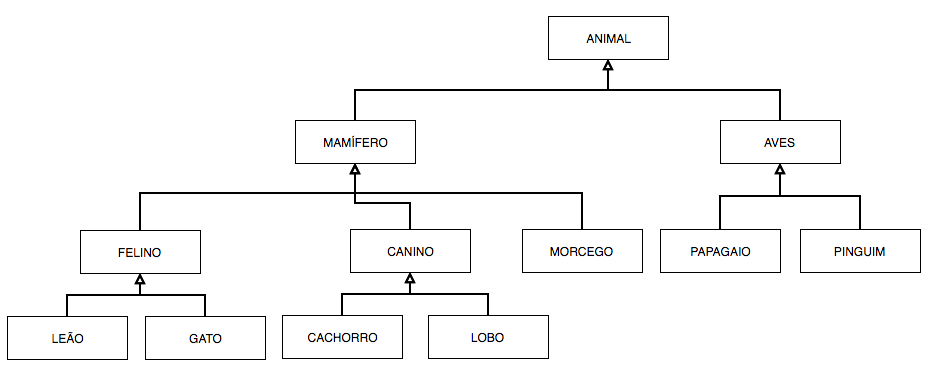 ANIMAL
MAMÍFERO
AVES
FELINO
CANINO
MORCEGO
PAPAGAIO
PINGUIM
LEÃO
GATO
CACHORRO
LOBO